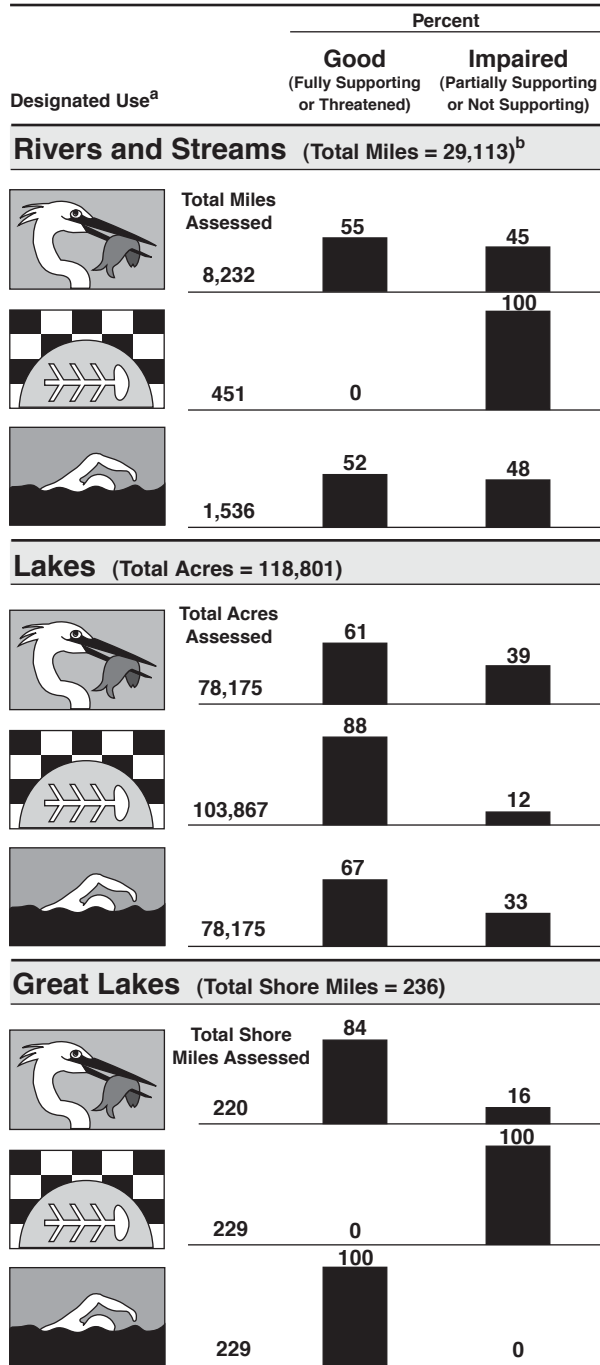 Percent
Good Impaired
(Fully Supporting (Partially Supporting
Designated Useᵃ or Threatened) or Not Supporting)
Rivers and Streams (Total Miles = 29,113)ᵇ
Total Miles
Assessed
55 45
8,232
100
451 0
52 48
1,536
Lakes (Total Acres = 118,801)
Total Acres
Assessed
61 39
78,175
88
103,867 12
67 33
78,175
Great Lakes (Total Shore Miles = 236)
Total Shore
Miles Assessed
84
220 16
100
229 0
100
229 0